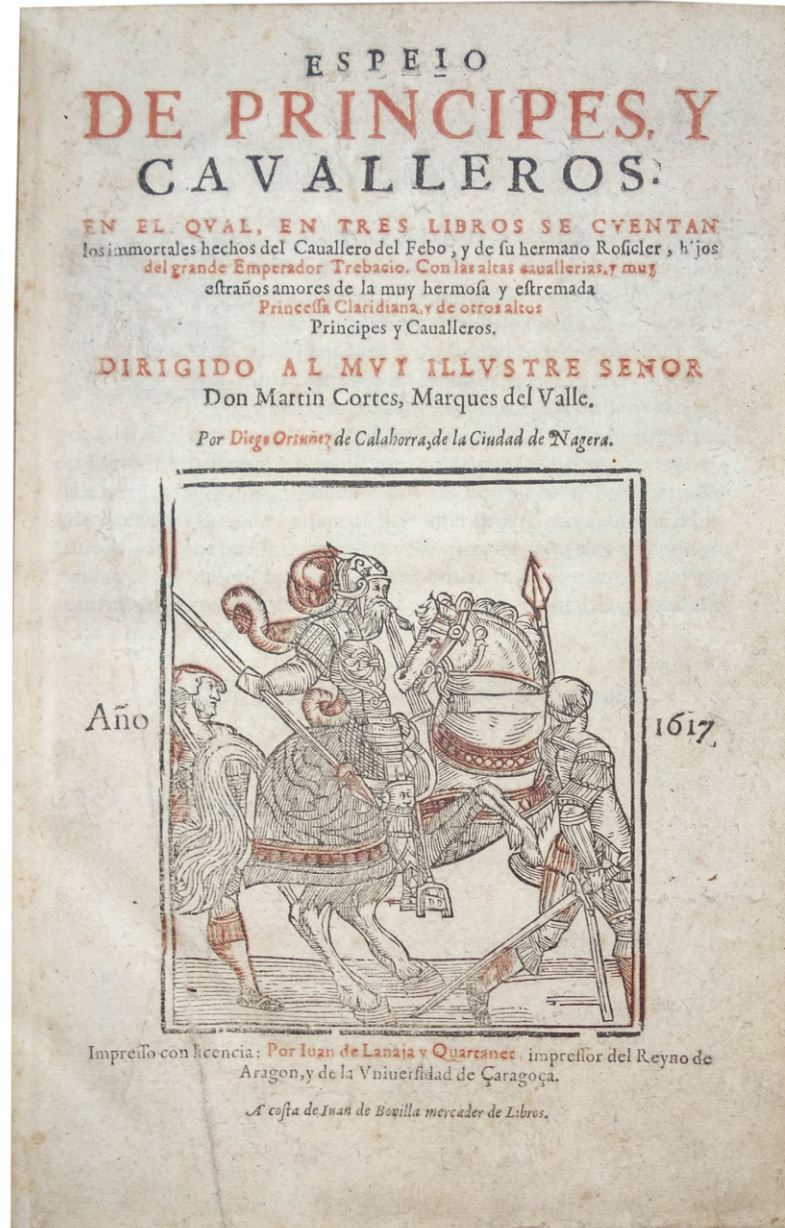 ESPEIO
DE PRINCIPES, Y
CAVALLEROS.
EN EL QVAL, EN TRES LIBROS SE CVENTAN
los immortales hechos del Cauallero del Febo, y de su hermano Rosicler, hijos
del grande Emperador Trebacio. Con las altas cauallerias, y muy
estraños amores de la muy hermosa y estremada
Princessa Claridiana, y de otros altos
Principes y Caualleros.
DIRIGIDO AL MVY ILLVSTRE SEÑOR
Don Martin Cortes, Marques del Valle.
Por Diego Ortuñez de Calahorra, de la Ciudad de Nagera.
Año 1617
Impresso con licencia: Por Iuan de Lanaja y Quartanet, impressor del Reyno de
Aragon, y de la Vniuersidad de Çaragoça.
A costa de Iuan de Bonilla mercader de Libros.